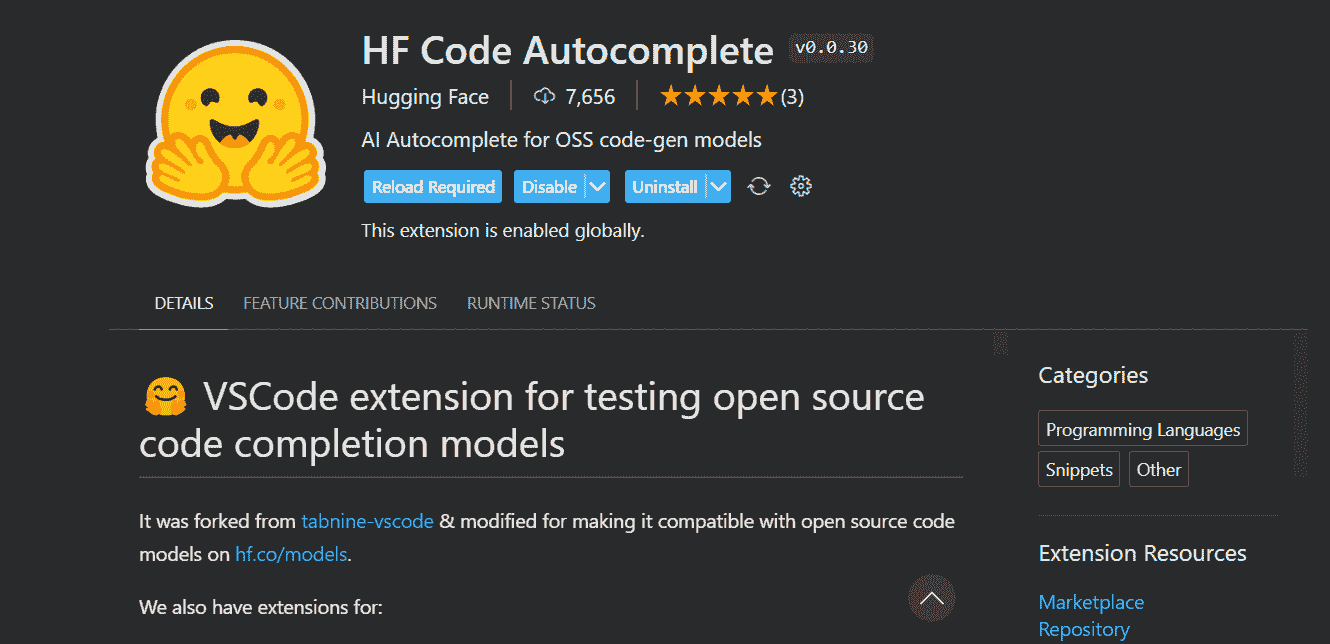 HF Code Autocomplete v0.0.30
Hugging Face 7,656 (3)
AI Autocomplete for OSS code-gen models
Reload Required Disable Uninstall
This extension is enabled globally.
DETAILS FEATURE CONTRIBUTIONS RUNTIME STATUS
VSCode extension for testing open source
code completion models
It was forked from tabnine-vscode & modified for making it compatible with open source code
models on hf.co/models.
We also have extensions for:
Categories
Programming Languages
Snippets Other
Extension Resources
Marketplace
Repository